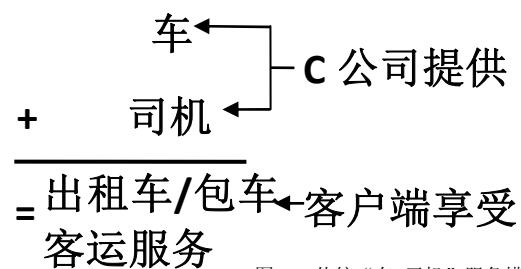 车
C 公司提供
+ 司机
= 出租车/包车
客户端享受
客运服务